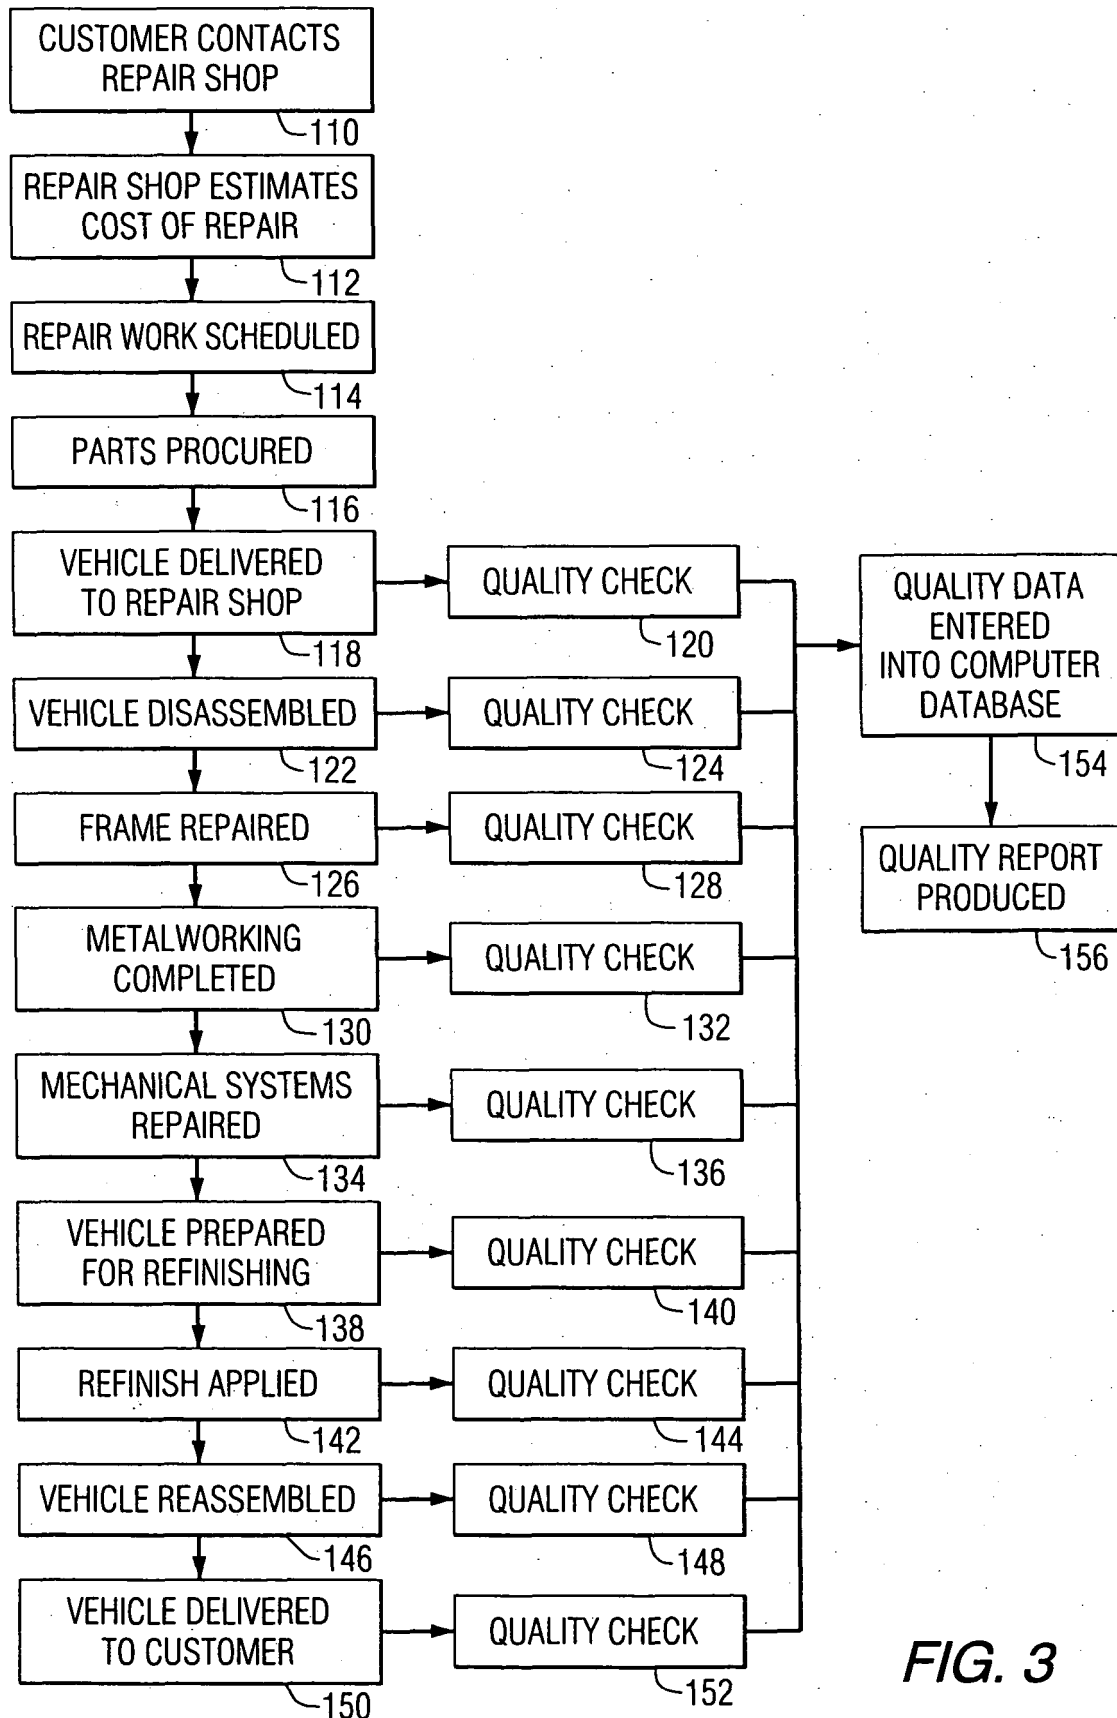 CUSTOMER CONTACTS
REPAIR SHOP
110
REPAIR SHOP ESTIMATES
COST OF REPAIR
112
REPAIR WORK SCHEDULED
114
PARTS PROCURED
116
VEHICLE DELIVERED
TO REPAIR SHOP
118
QUALITY CHECK
120
VEHICLE DISASSEMBLED
122
QUALITY CHECK
124
FRAME REPAIRED
126
QUALITY CHECK
128
METALWORKING
COMPLETED
130
QUALITY CHECK
132
MECHANICAL SYSTEMS
REPAIRED
134
QUALITY CHECK
136
VEHICLE PREPARED
FOR REFINISHING
138
QUALITY CHECK
140
REFINISH APPLIED
142
QUALITY CHECK
144
VEHICLE REASSEMBLED
146
QUALITY CHECK
148
VEHICLE DELIVERED
TO CUSTOMER
150
QUALITY CHECK
152
QUALITY DATA
ENTERED
INTO COMPUTER
DATABASE
154
QUALITY REPORT
PRODUCED
156
FIG. 3